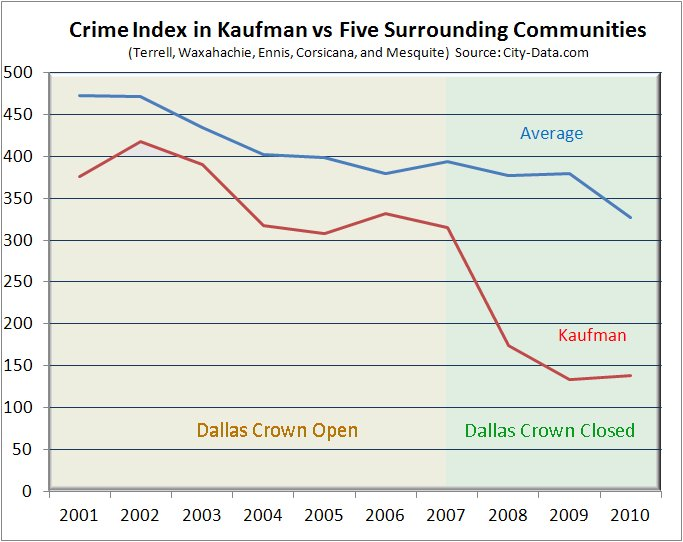 Crime Index in Kaufman vs Five Surrounding Communities
(Terrell, Waxahachie, Ennis, Corsicana, and Mesquite) Source: City-Data.com
500
450
400
350
300
250
200
150
100
50
0
Average
Kaufman
Dallas Crown Open
Dallas Crown Closed
2001 2002 2003 2004 2005 2006 2007 2008 2009 2010